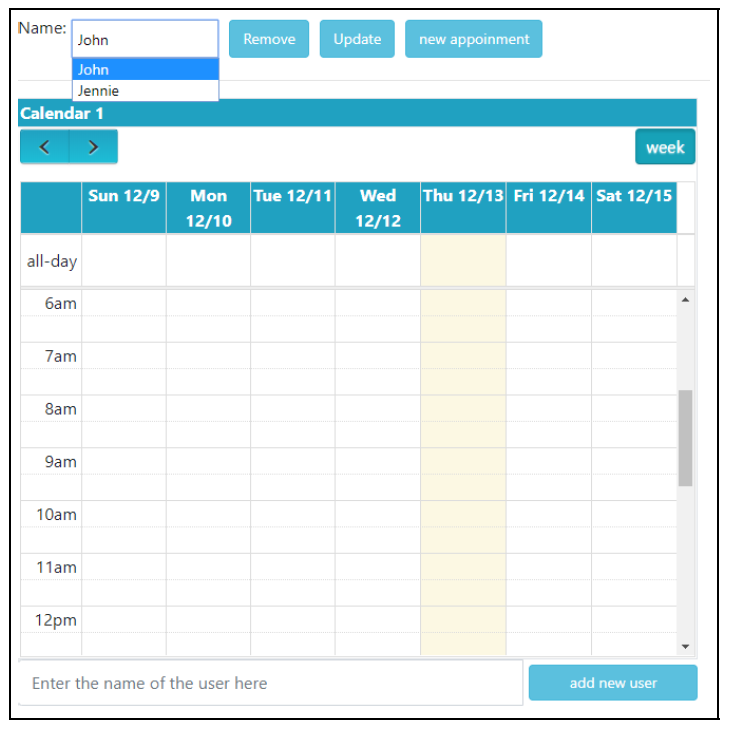 Name: John Remove Update new appoinment
John
Jennie
Calendar 1
< > week
Sun 12/9 Mon 12/10 Tue 12/11 Wed 12/12 Thu 12/13 Fri 12/14 Sat 12/15
all-day
6am
7am
8am
9am
10am
11am
12pm
Enter the name of the user here add new user